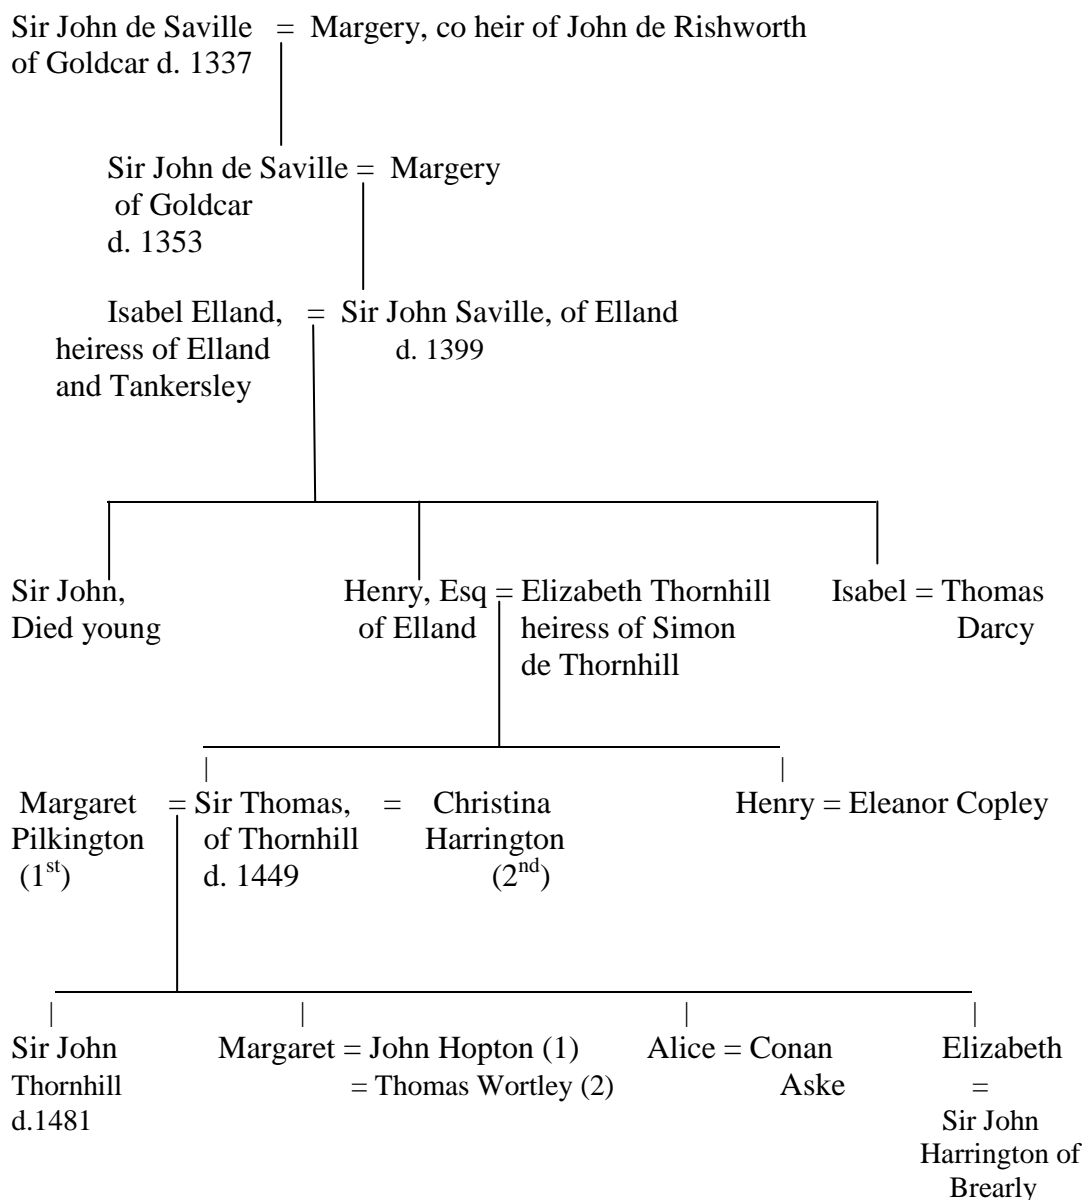 Sir John de Saville = Margery, co heir of John de Rishworth
of Goldcar d. 1337
Sir John de Saville = Margery
of Goldcar
d. 1353
Isabel Elland, = Sir John Saville, of Elland
heiress of Elland d. 1399
and Tankersley
Sir John, Henry, Esq = Elizabeth Thornhill Isabel = Thomas
Died young of Elland heiress of Simon Darcy
de Thornhill
Margaret = Sir Thomas, = Christina Henry = Eleanor Copley
Pilkington of Thornhill Harrington
(1st) d. 1449 (2nd)
Sir John Margaret = John Hopton (1) Alice = Conan Elizabeth
Thornhill = Thomas Wortley (2) Aske =
d.1481 Sir John
Harrington of
Brearly